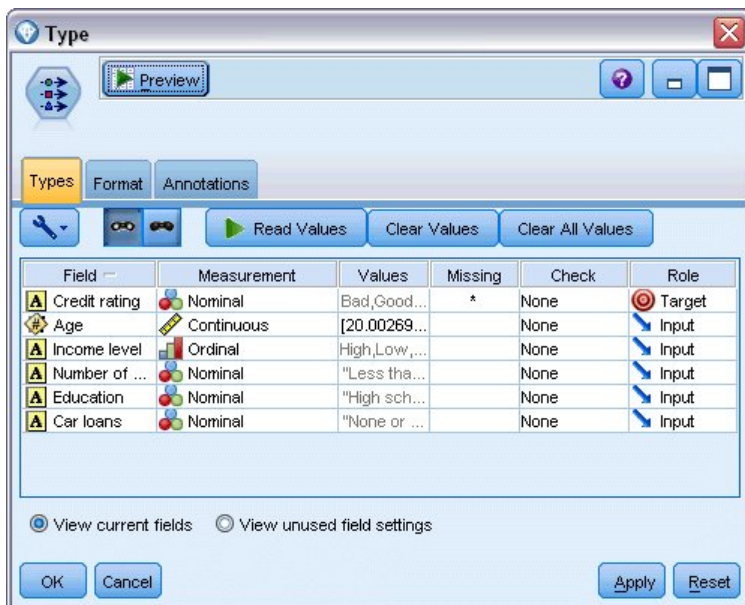 Type
Preview
Types Format Annotations
Read Values Clear Values Clear All Values
Field Measurement Values Missing Check Role
A Credit rating Nominal Bad,Good... * None Target
# Age Continuous [20.00269... None Input
A Income level Ordinal High,Low,... None Input
A Number of ... Nominal "Less tha... None Input
A Education Nominal "High sch... None Input
A Car loans Nominal "None or ... None Input
View current fields View unused field settings
OK Cancel Apply Reset